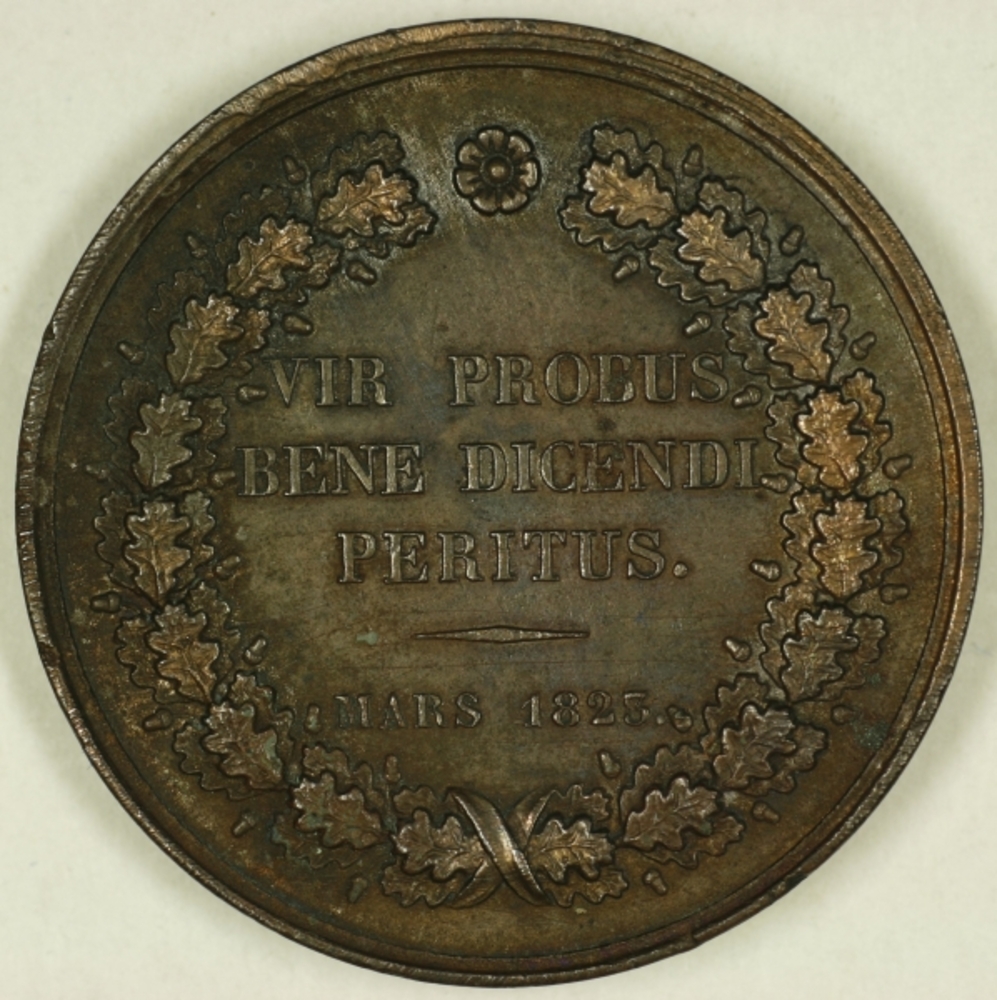 VIR PROBUS
BENE DICENDI
PERITUS.
MARS 1823.